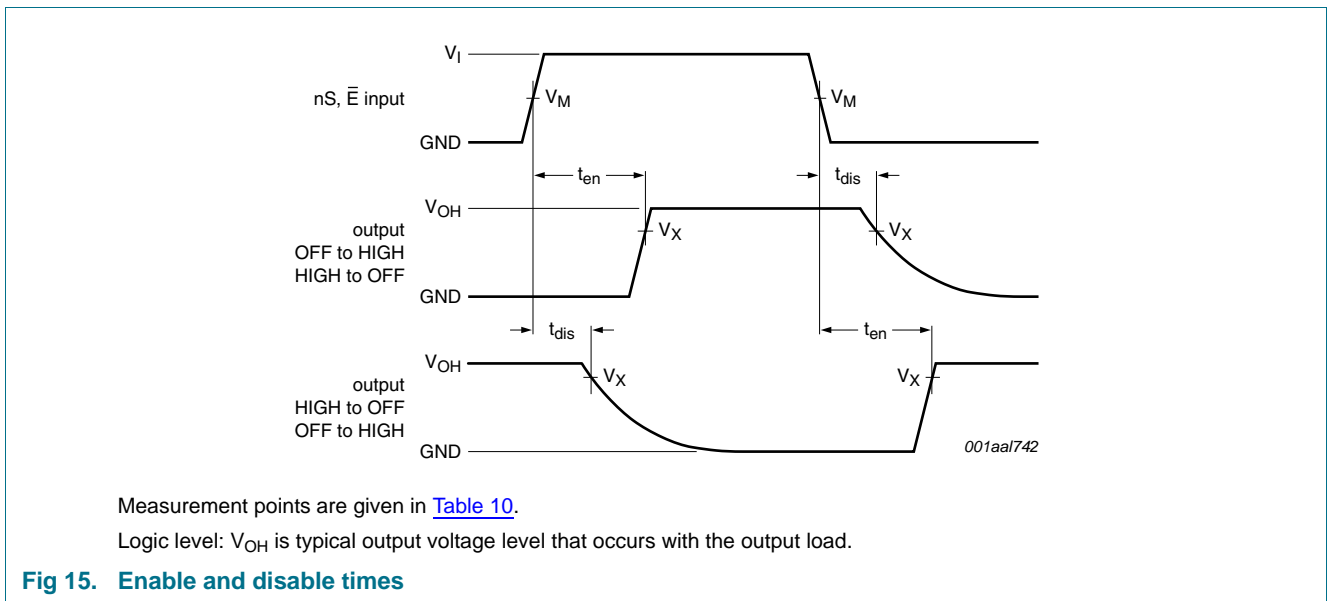 V_I
nS, E̅ input
V_M
V_M
GND
t_en
t_dis
V_OH
output
OFF to HIGH
HIGH to OFF
V_X
V_X
GND
t_dis
t_en
V_OH
output
HIGH to OFF
OFF to HIGH
V_X
V_X
GND
001aal742
Measurement points are given in Table 10.
Logic level: V_OH is typical output voltage level that occurs with the output load.
Fig 15. Enable and disable times